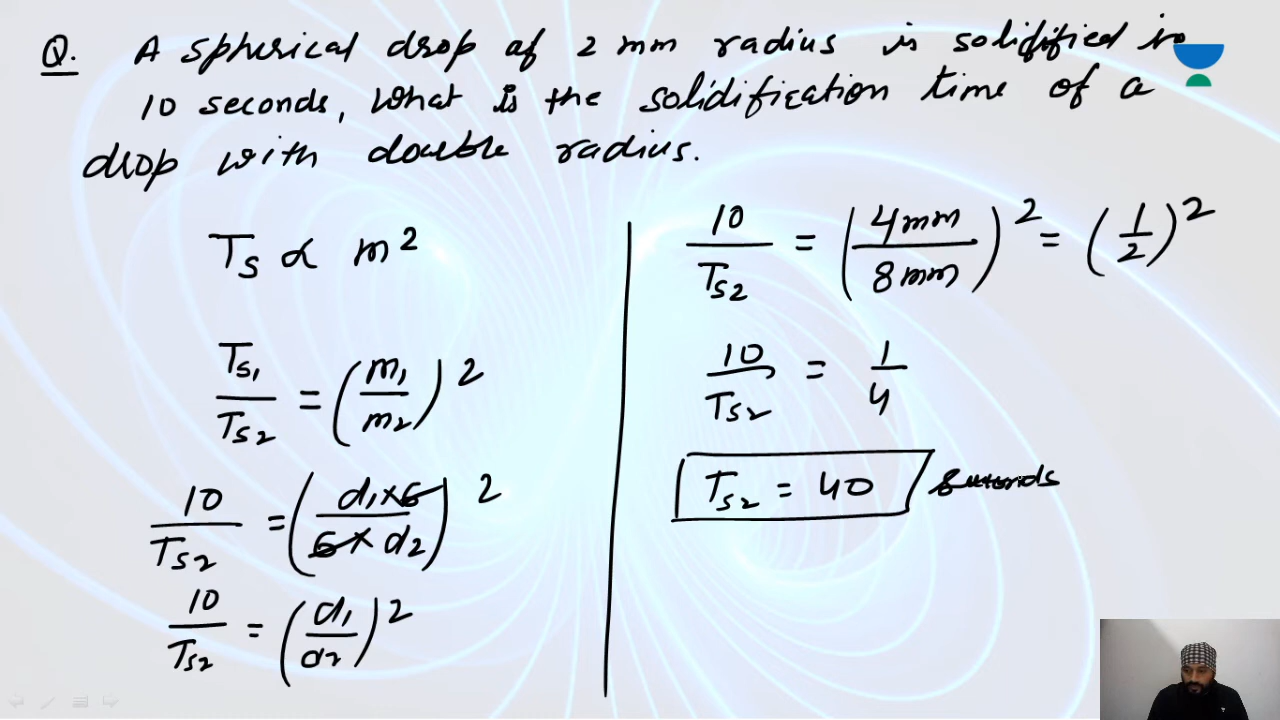 Q. A spherical drop of 2 mm radius is solidified in
10 seconds, What is the solidification time of a
drop with double radius.
Ts ∝ m²
Ts₁/Ts₂ = (m₁/m₂)²
10/Ts₂ = (d₁×6/6×d₂)²
10/Ts₂ = (d₁/d₂)²
10/Ts₂ = (4mm/8mm)² = (1/2)²
10/Ts₂ = 1/4
Ts₂ = 40 seconds